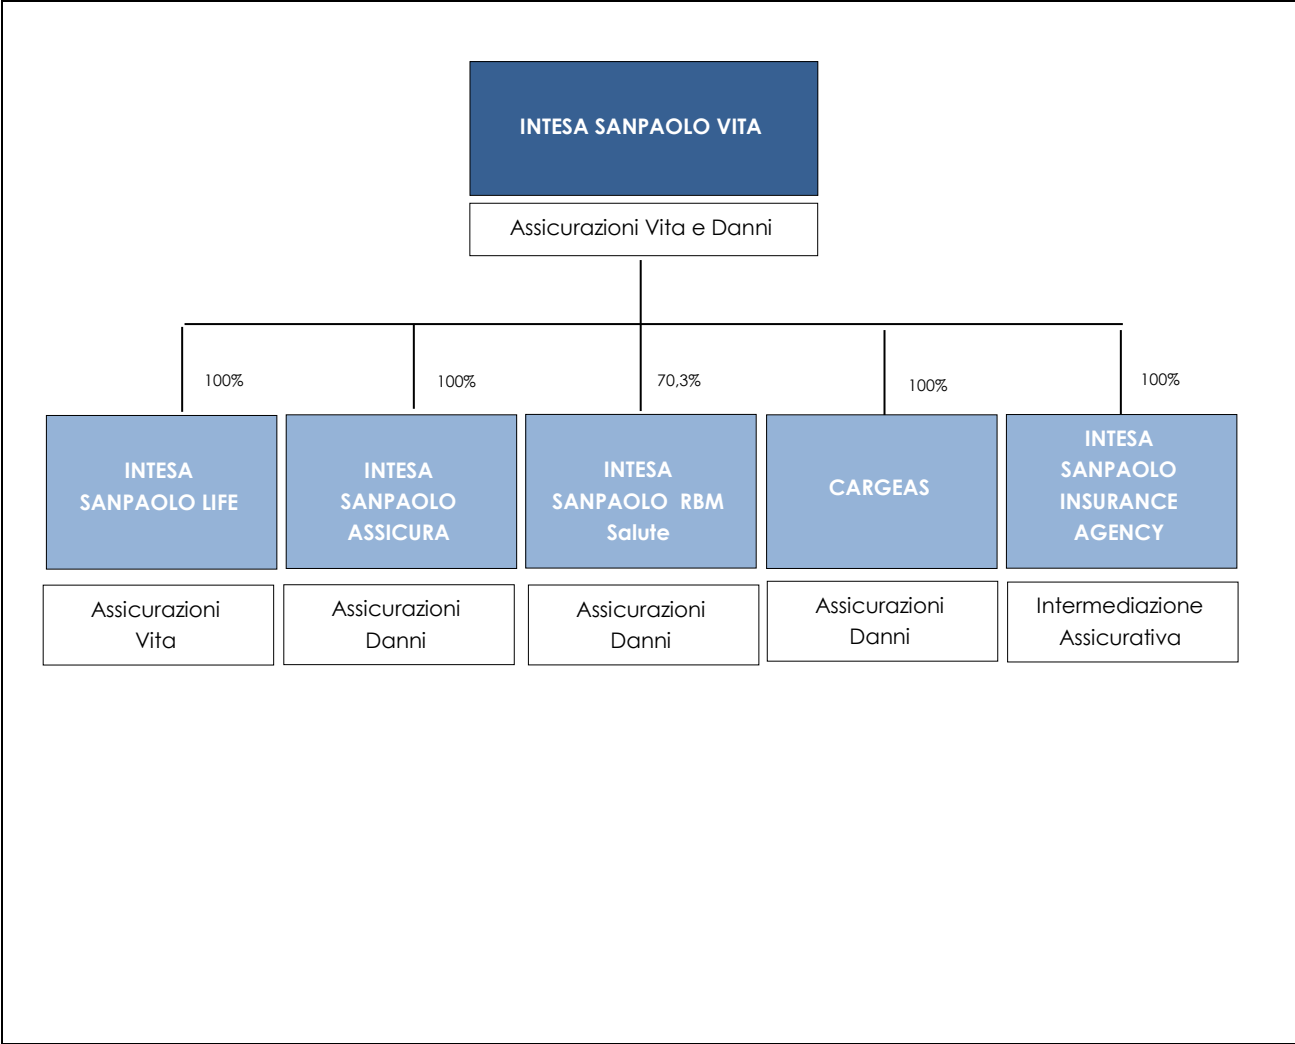 INTESA SANPAOLO VITA
Assicurazioni Vita e Danni
100%
100%
70,3%
100%
100%
INTESA
SANPAOLO LIFE
INTESA
SANPAOLO
ASSICURA
INTESA
SANPAOLO RBM
Salute
CARGEAS
INTESA
SANPAOLO
INSURANCE
AGENCY
Assicurazioni
Vita
Assicurazioni
Danni
Assicurazioni
Danni
Assicurazioni
Danni
Intermediazione
Assicurativa